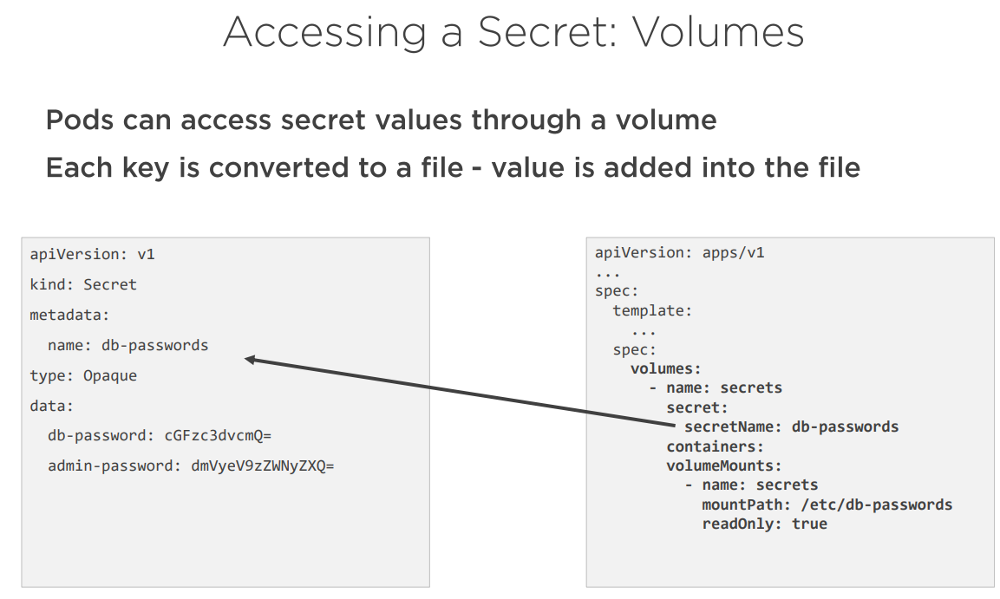 Accessing a Secret: Volumes
Pods can access secret values through a volume
Each key is converted to a file - value is added into the file
apiVersion: v1
kind: Secret
metadata:
  name: db-passwords
type: Opaque
data:
  db-password: cGFzc3dvcmQ=
  admin-password: dmVyeV9zZWNyZXQ=
apiVersion: apps/v1
...
spec:
  template:
    ...
  spec:
    volumes:
      - name: secrets
        secret:
          secretName: db-passwords
        containers:
        volumeMounts:
          - name: secrets
            mountPath: /etc/db-passwords
            readOnly: true